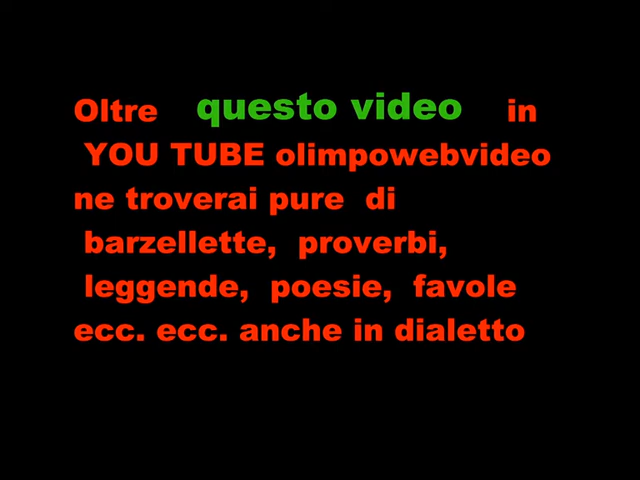 Oltre questo video in
YOU TUBE olimpowebvideo
ne troverai pure di
barzellette, proverbi,
leggende, poesie, favole
ecc. ecc. anche in dialetto